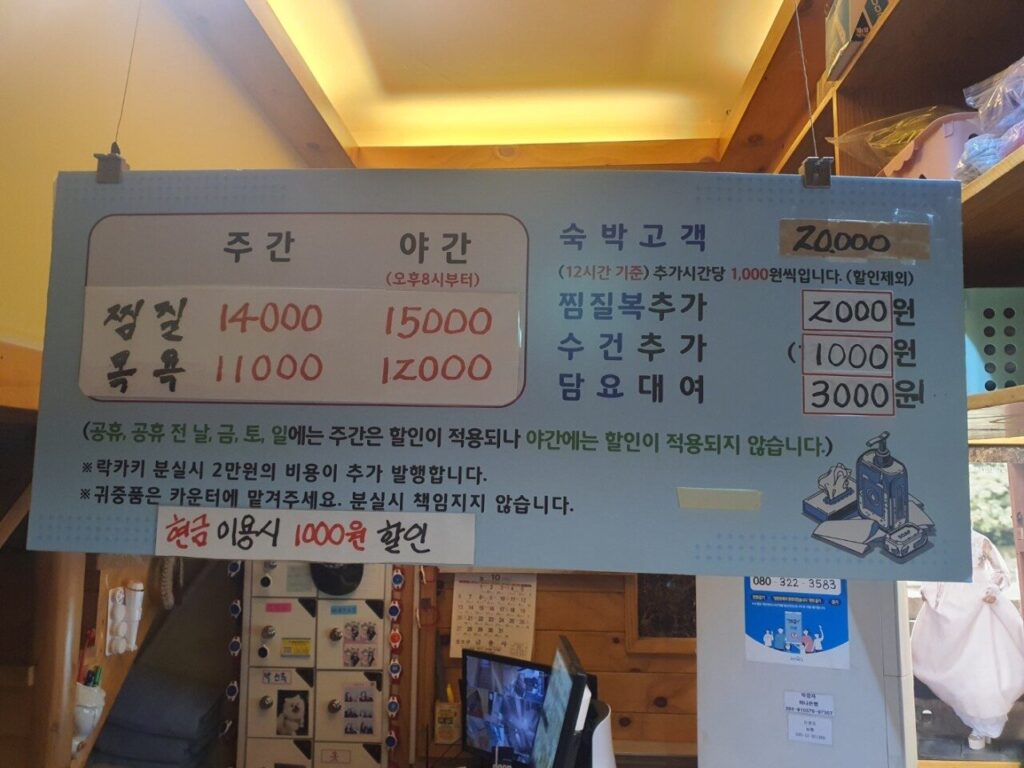 주간 야간
(오후8시부터)
찜질 14000 15000
목욕 11000 12000
숙박고객 20.000
(12시간 기준) 추가시간당 1,000원씩입니다. (할인제외)
찜질복추가 2000원
수건추가 (1000원
담요대여 3000원
(공휴, 공휴 전 날, 금, 토, 일에는 주간은 할인이 적용되나 야간에는 할인이 적용되지 않습니다.)
※락카키 분실시 2만원의 비용이 추가 발행합니다.
※귀중품은 카운터에 맡겨주세요. 분실시 책임지지 않습니다.
현금 이용시 1000원 할인
10
080-322-3583
하나은행